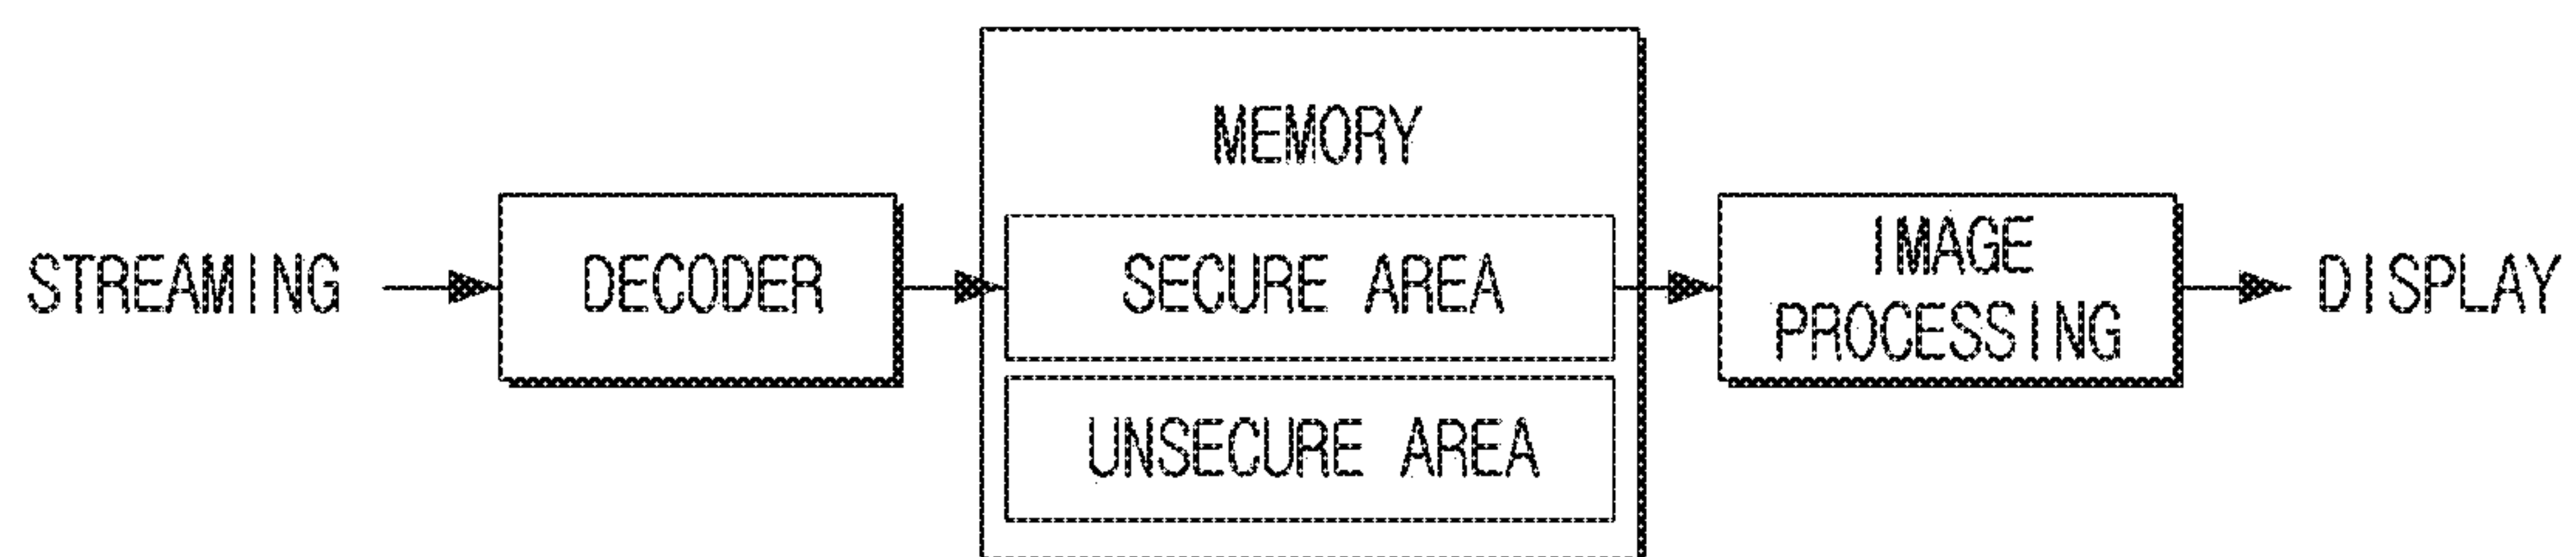 MEMORY
STREAMING
DECODER
SECURE AREA
IMAGE
PROCESSING
DISPLAY
UNSECURE AREA